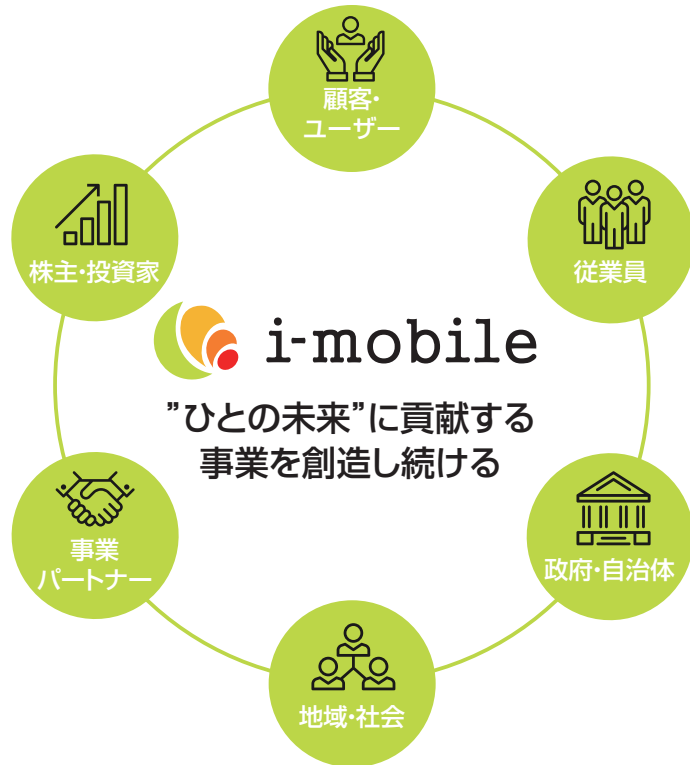 顧客・
ユーザー
株主・投資家
従業員
i-mobile
”ひとの未来”に貢献する
事業を創造し続ける
事業
パートナー
政府・自治体
地域・社会